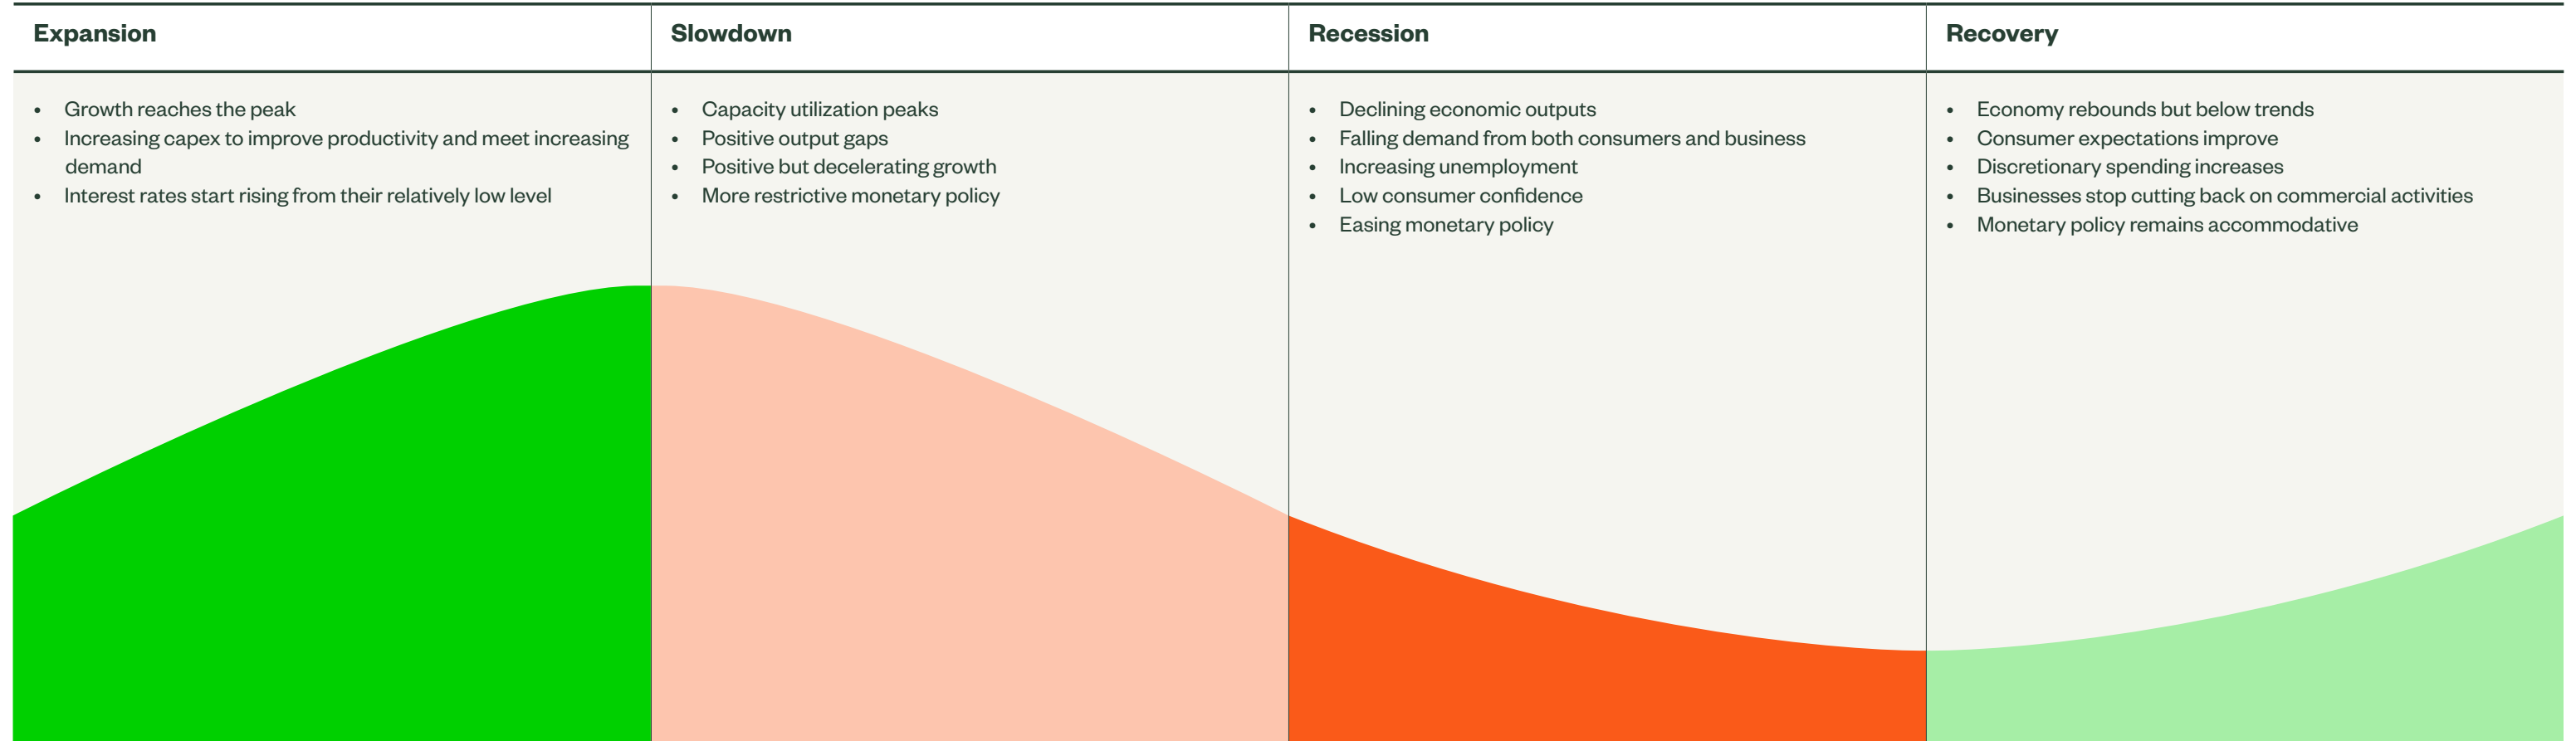 Expansion
• Growth reaches the peak
• Increasing capex to improve productivity and meet increasing
demand
• Interest rates start rising from their relatively low level
Slowdown
• Capacity utilization peaks
• Positive output gaps
• Positive but decelerating growth
• More restrictive monetary policy
Recession
• Declining economic outputs
• Falling demand from both consumers and business
• Increasing unemployment
• Low consumer confidence
• Easing monetary policy
Recovery
• Economy rebounds but below trends
• Consumer expectations improve
• Discretionary spending increases
• Businesses stop cutting back on commercial activities
• Monetary policy remains accommodative